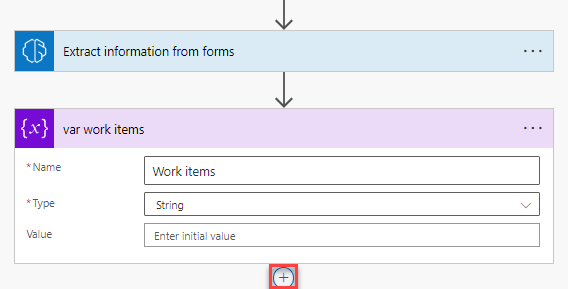 Extract information from forms
{x} var work items
* Name Work items
* Type String
Value Enter initial value